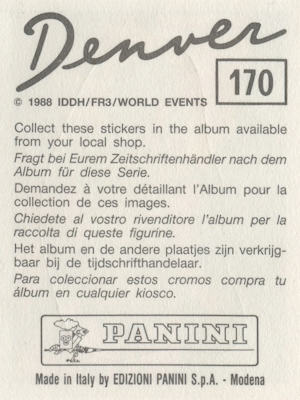 Denver
170
© 1988 IDDH/FR3/WORLD EVENTS
Collect these stickers in the album available
from your local shop.
Fragt bei Eurem Zeitschriftenhändler nach dem
Album für diese Serie.
Demandez à votre détaillant l'Album pour la
collection de ces images.
Chiedete al vostro rivenditore l'album per la
raccolta di queste figurine.
Het album en de andere plaatjes zijn verkrijg-
baar bij de tijdschrifthandelaar.
Para coleccionar estos cromos compra tu
álbum en cualquier kiosco.
PANINI
Made in Italy by EDIZIONI PANINI S.p.A. - Modena